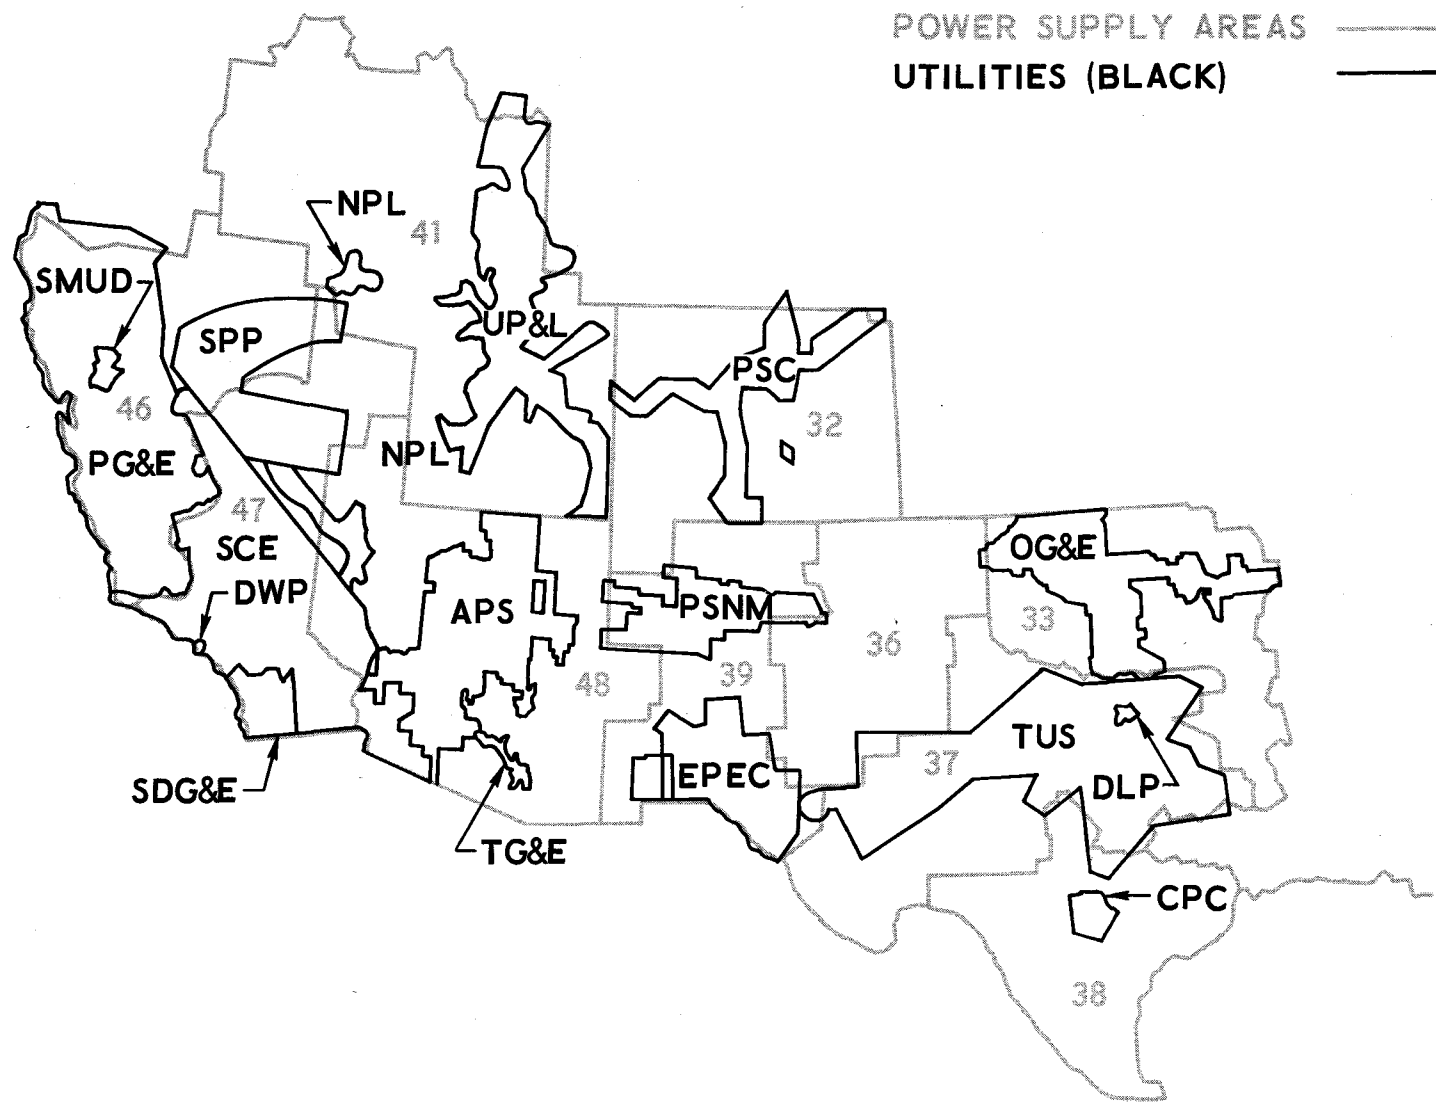 POWER SUPPLY AREAS
UTILITIES (BLACK)
NPL
41
SMUD
UP&L
SPP
PSC
46
32
NPL
PG&E
47
SCE
OG&E
DWP
APS
PSNM
33
36
39
48
TUS
37
EPEC
DLP
SDG&E
TG&E
CPC
38